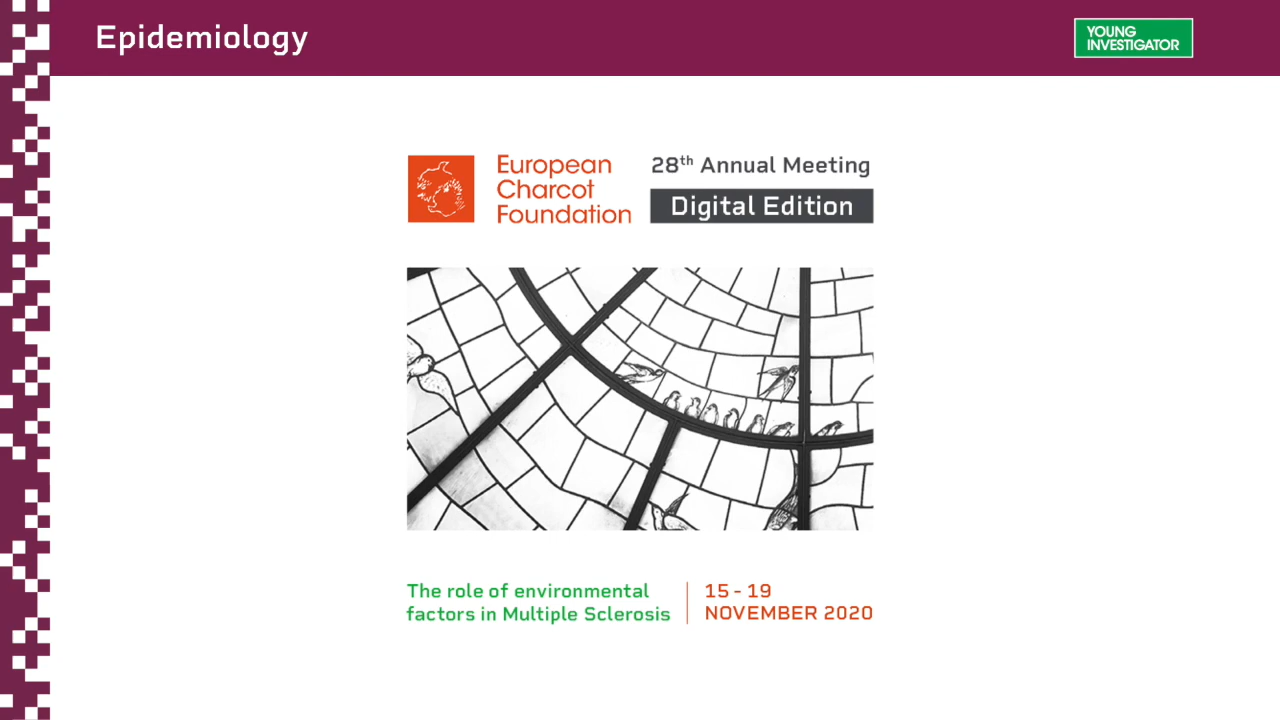 Epidemiology
YOUNG
INVESTIGATOR
European
Charcot
Foundation
28th Annual Meeting
Digital Edition
The role of environmental
factors in Multiple Sclerosis
15 - 19
NOVEMBER 2020